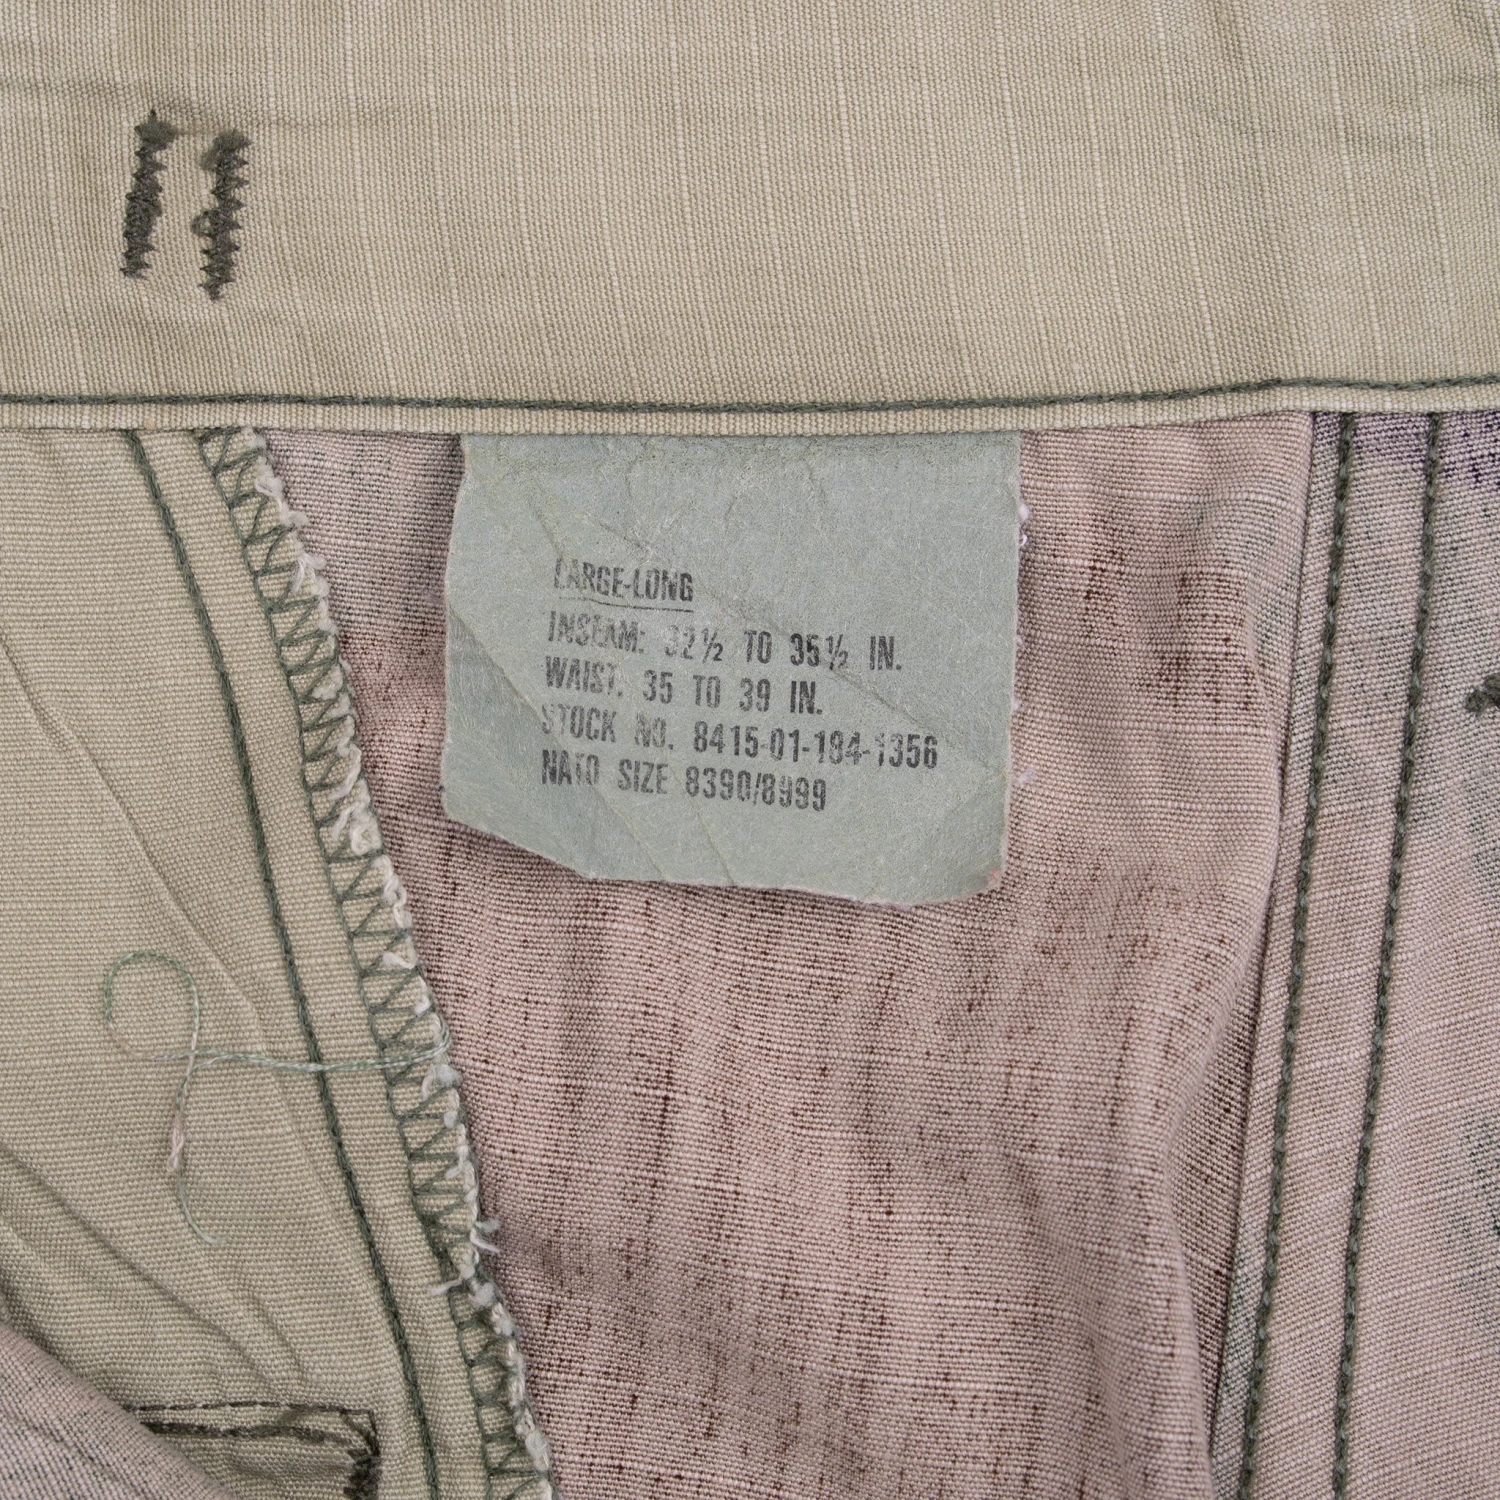 LARGE-LONG
INSEAM: 32½ TO 35½ IN.
WAIST. 35 TO 39 IN.
STOCK NO. 8415-01-184-1356
NATO SIZE 8390/8999